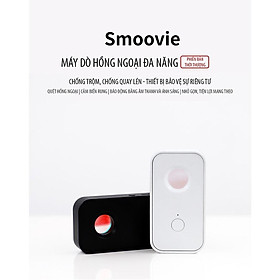 Smoovie
MÁY DÒ HỒNG NGOẠI ĐA NĂNG
PHIÊN BẢN
THỜI THƯỢNG
CHỐNG TRỘM, CHỐNG QUAY LÉN - THIẾT BỊ BẢO VỆ SỰ RIÊNG TƯ
QUÉT HỒNG NGOẠI | CẢM BIẾN RUNG | BÁO ĐỘNG BẰNG ÂM THANH VÀ ÁNH SÁNG | NHỎ GỌN, TIỆN LỢI MANG THEO